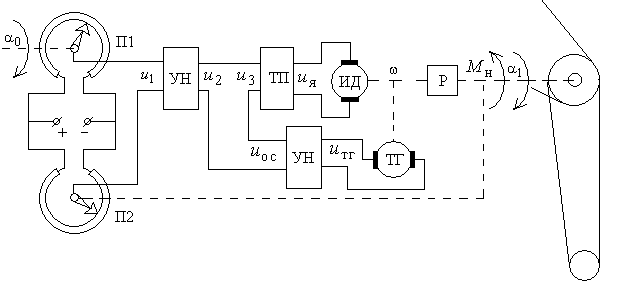 α₀ П1 Mн α₁
u₁ УН u₂ u₃ ТП uя ИД ω Р
+ -
uос УН uтг ТГ
П2